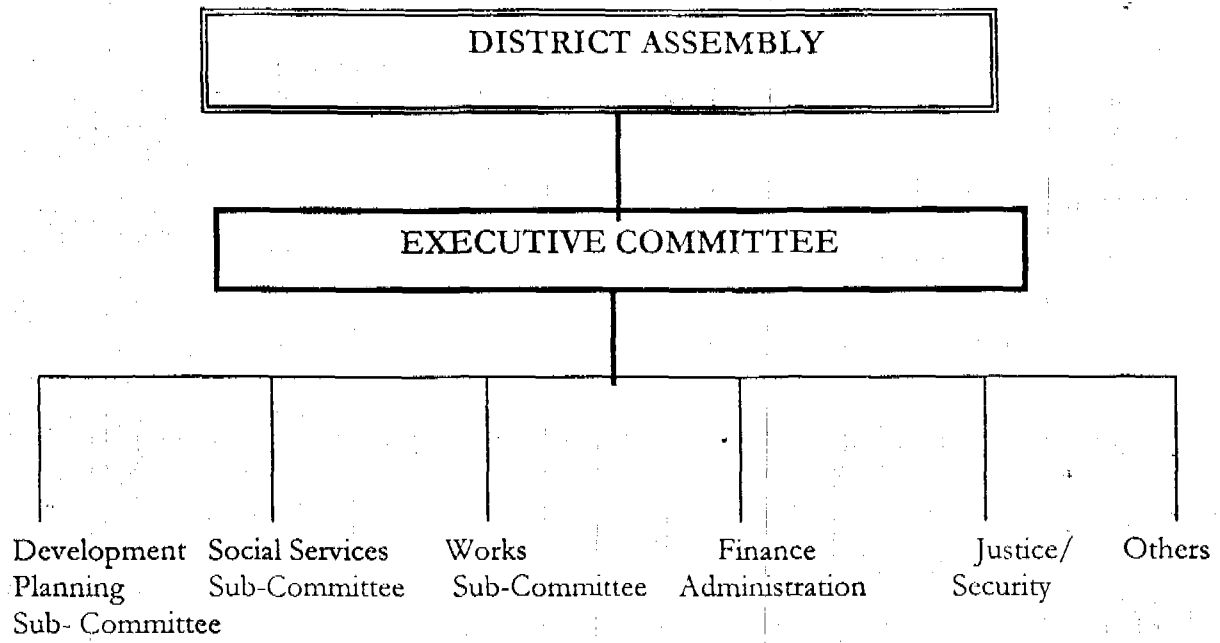 DISTRICT ASSEMBLY
EXECUTIVE COMMITTEE
Development
Planning
Sub- Committee
Social Services
Sub-Committee
Works
Sub-Committee
Finance
Administration
Justice/
Security
Others